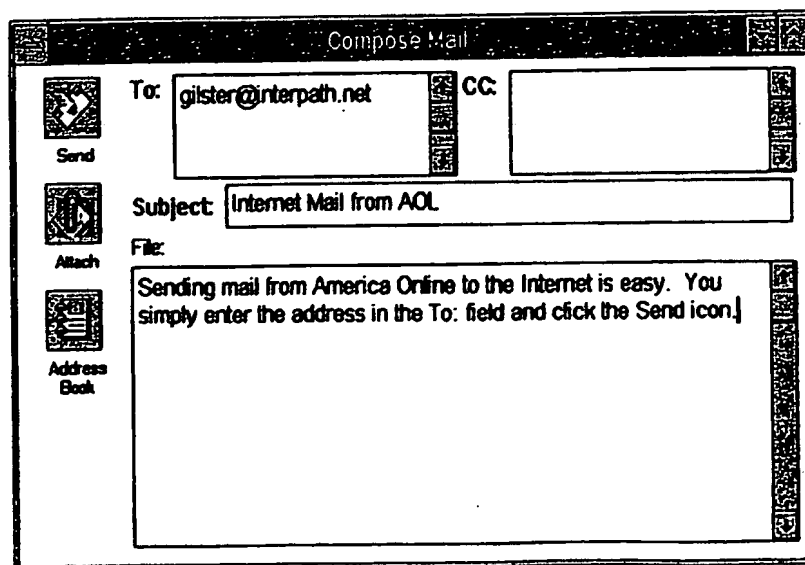 Compose Mail
To: gilster@interpath.net CC:
Send
Subject: Internet Mail from AOL
Attach
File:
Sending mail from America Online to the Internet is easy. You
simply enter the address in the To: field and click the Send icon.
Address
Book